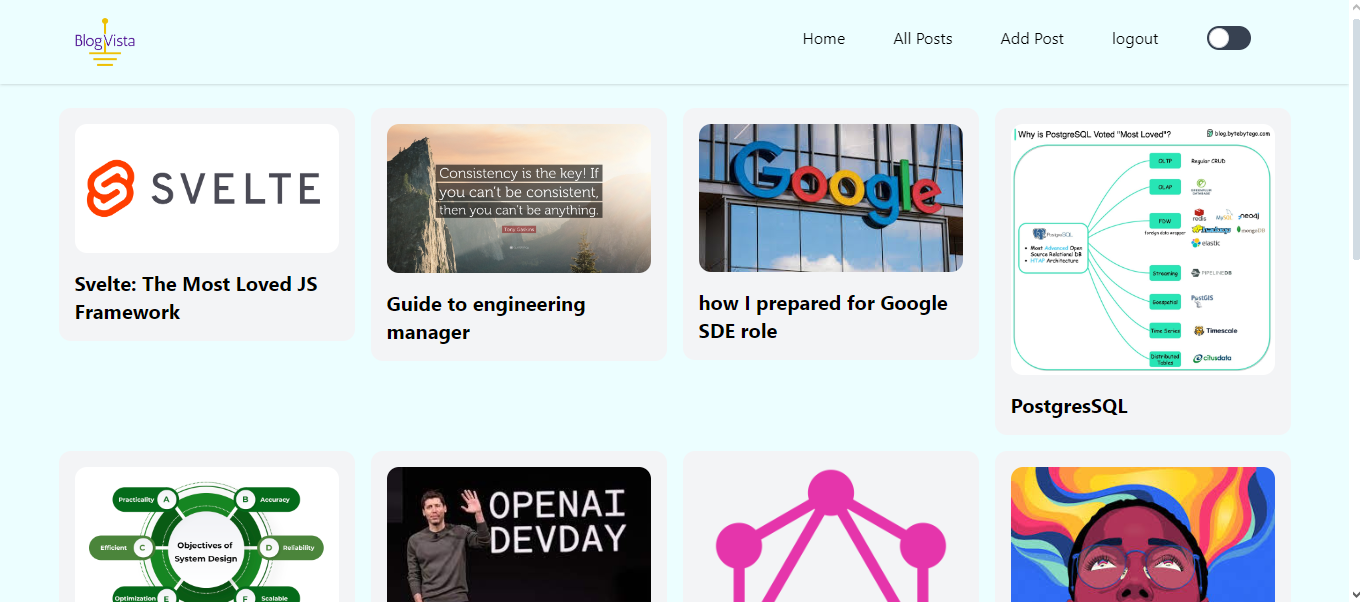 BlogVista
Home
All Posts
Add Post
logout
SVELTE
Svelte: The Most Loved JS
Framework
Consistency is the key! If
you can't be consistent,
then you can't be anything.
Tony Gaskins
Guide to engineering
manager
Google
how I prepared for Google
SDE role
Why is PostgreSQL Voted "Most Loved"?
blog.bytebytego.com
OLTP
Regular CRUD
OLAP
FDW
foreign data wrapper
redis
MySQL
neo4j
mongoDB
elastic
PostgreSQL
• Most Advanced Open
Source Relational DB
• HTAP Architecture
Streaming
PIPELINEDB
Geospatial
PostGIS
Time Series
Timescale
Distributed
Tables
citusdata
PostgresSQL
Practicality
A
B
Accuracy
Efficient
C
Objectives of
System Design
D
Reliability
Optimization
E
F
Scalable
OPENAI
DEVDAY